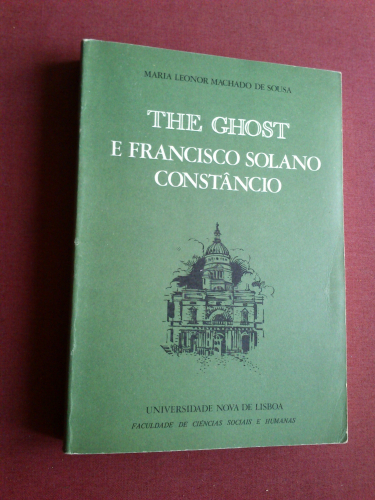 MARIA LEONOR MACHADO DE SOUSA
THE GHOST
E FRANCISCO SOLANO
CONSTÂNCIO
UNIVERSIDADE NOVA DE LISBOA
FACULDADE DE CIÊNCIAS SOCIAIS E HUMANAS